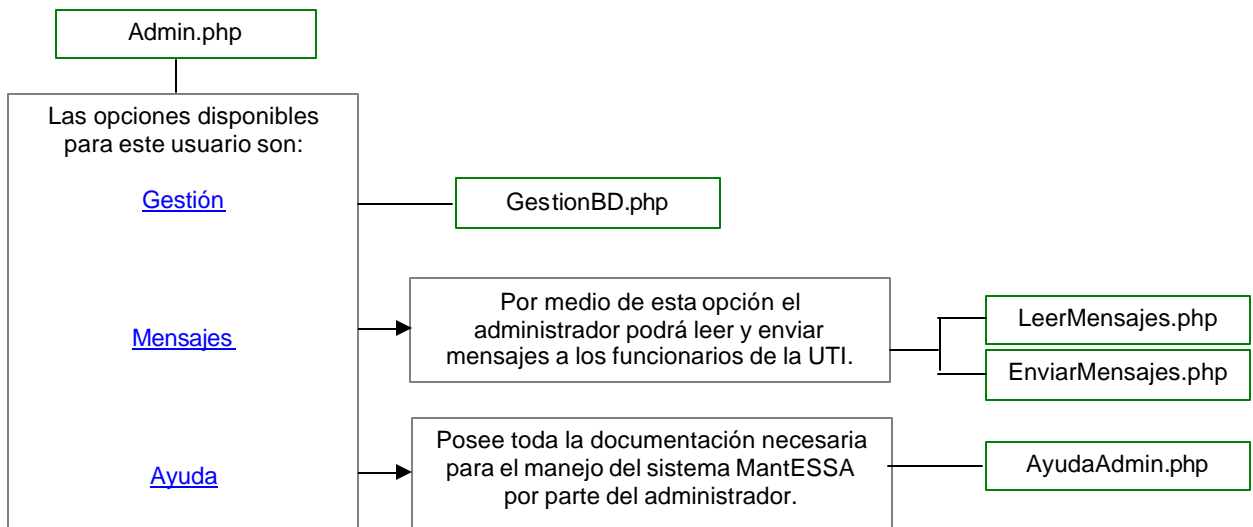 Admin.php
Las opciones disponibles
para este usuario son:
Gestión
GestionBD.php
Mensajes
Por medio de esta opción el
administrador podrá leer y enviar
mensajes a los funcionarios de la UTI.
LeerMensajes.php
EnviarMensajes.php
Ayuda
Posee toda la documentación necesaria
para el manejo del sistema MantESSA
por parte del administrador.
AyudaAdmin.php